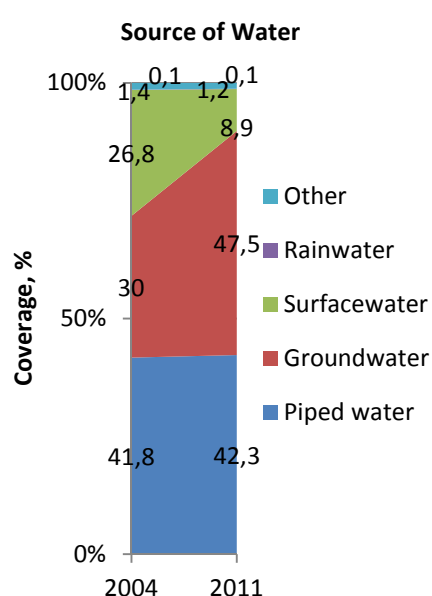 Source of Water
100%
0,1
0,1
1,4
1,2
8,9
26,8
Other
47,5
Rainwater
30
Surfacewater
50%
Groundwater
Coverage, %
Piped water
41,8
42,3
0%
2004
2011